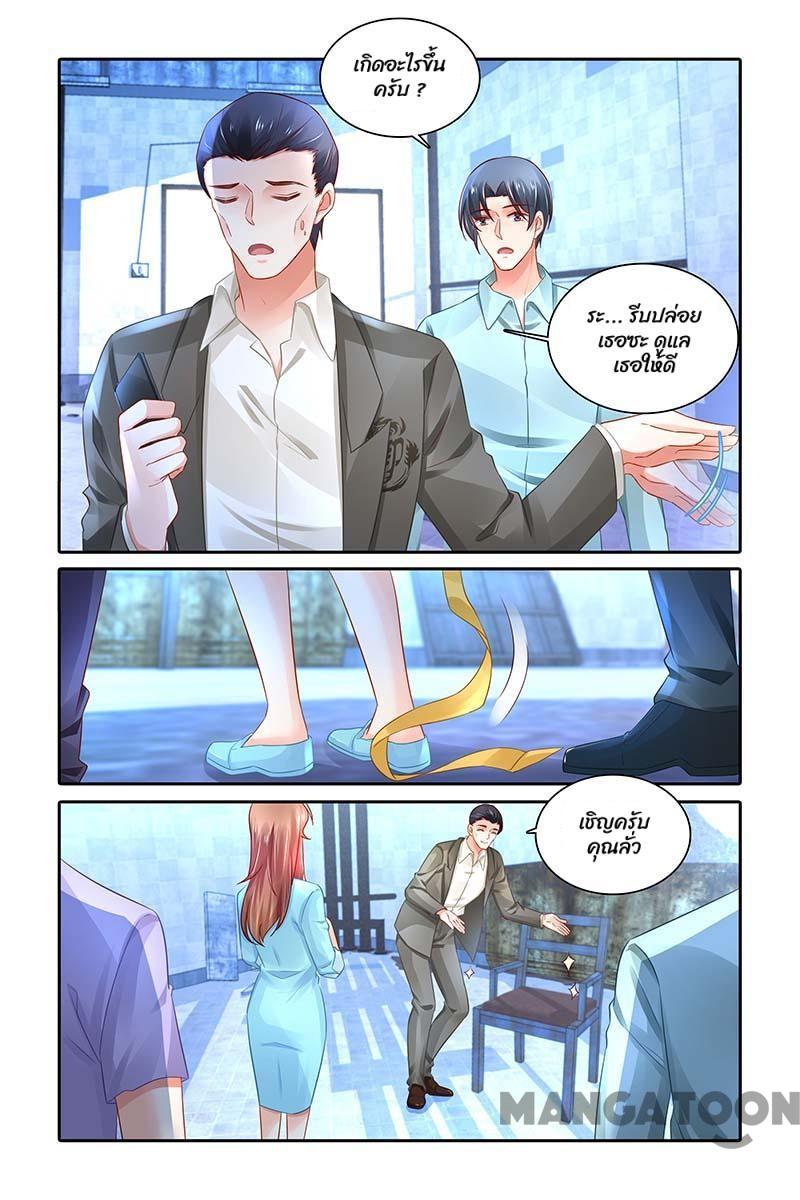 เกิดอะไรขึ้น
ครับ ?
ระ... รีบปล่อย
เธอซะ ดูแล
เธอให้ดี
เชิญครับ
คุณลั่ว
MANGATOON